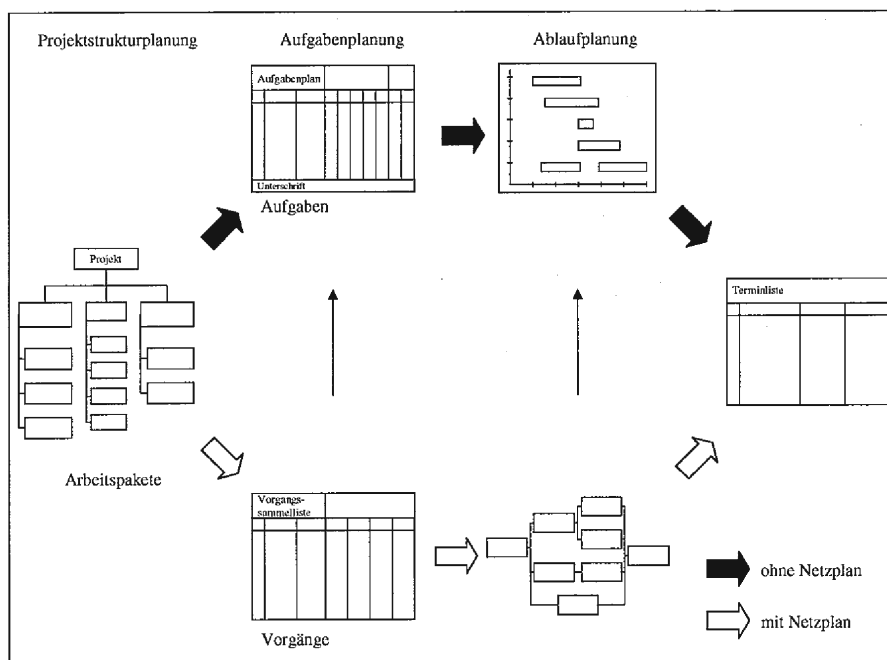 Projektstrukturplanung
Aufgabenplanung
Ablaufplanung
Aufgabenplan
Unterschrift
Aufgaben
Projekt
Terminliste
Arbeitspakete
Vorgangs-
sammelliste
Vorgänge
ohne Netzplan
mit Netzplan